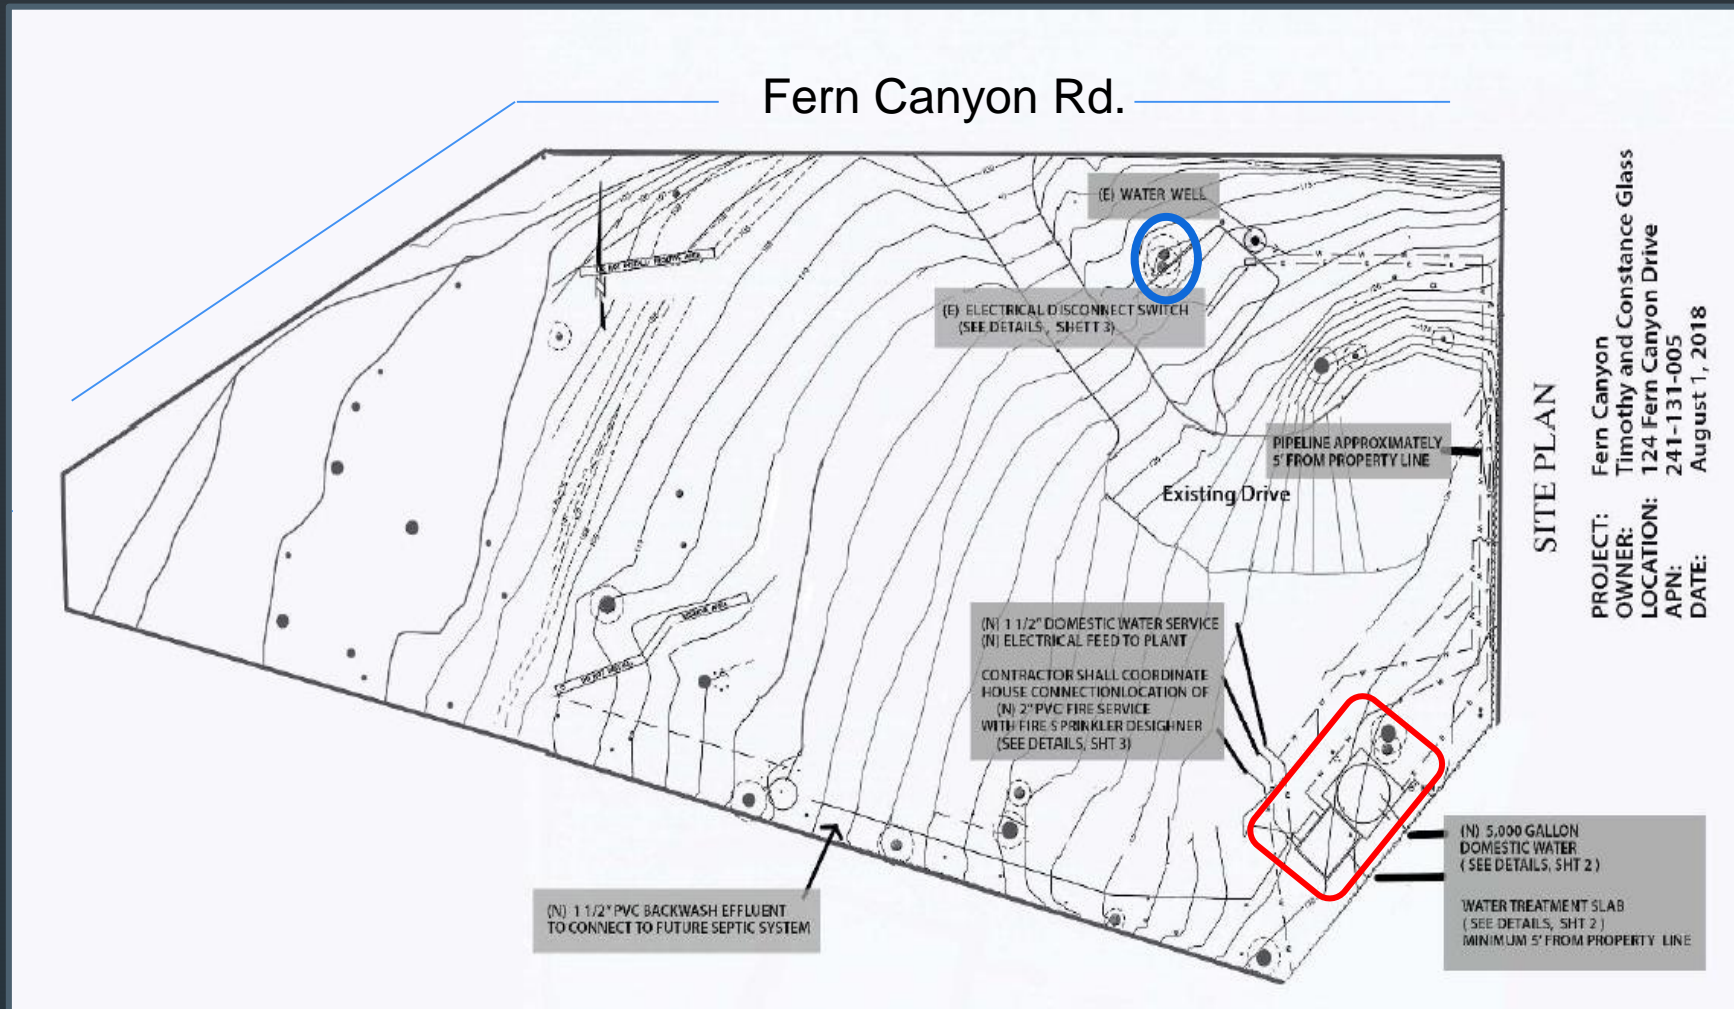 Fern Canyon Rd.
(E) WATER WELL
(E) ELECTRICAL DISCONNECT SWITCH
(SEE DETAILS , SHETT 3)
PIPELINE APPROXIMATELY
5' FROM PROPERTY LINE
Existing Drive
(N) 1 1/2" DOMESTIC WATER SERVICE
(N) ELECTRICAL FEED TO PLANT
CONTRACTOR SHALL COORDINATE
HOUSE CONNECTIONLOCATION OF
(N) 2" PVC FIRE SERVICE
WITH FIRE SPRINKLER DESIGHNER
(SEE DETAILS, SHT 3)
(N) 1 1/2" PVC BACKWASH EFFLUENT
TO CONNECT TO FUTURE SEPTIC SYSTEM
(N) 5,000 GALLON
DOMESTIC WATER
( SEE DETAILS, SHT 2 )
WATER TREATMENT SLAB
( SEE DETAILS, SHT 2 )
MINIMUM 5' FROM PROPERTY LINE
SITE PLAN
PROJECT: Fern Canyon
OWNER: Timothy and Constance Glass
LOCATION: 124 Fern Canyon Drive
APN: 241-1311-005
DATE: August 1, 2018